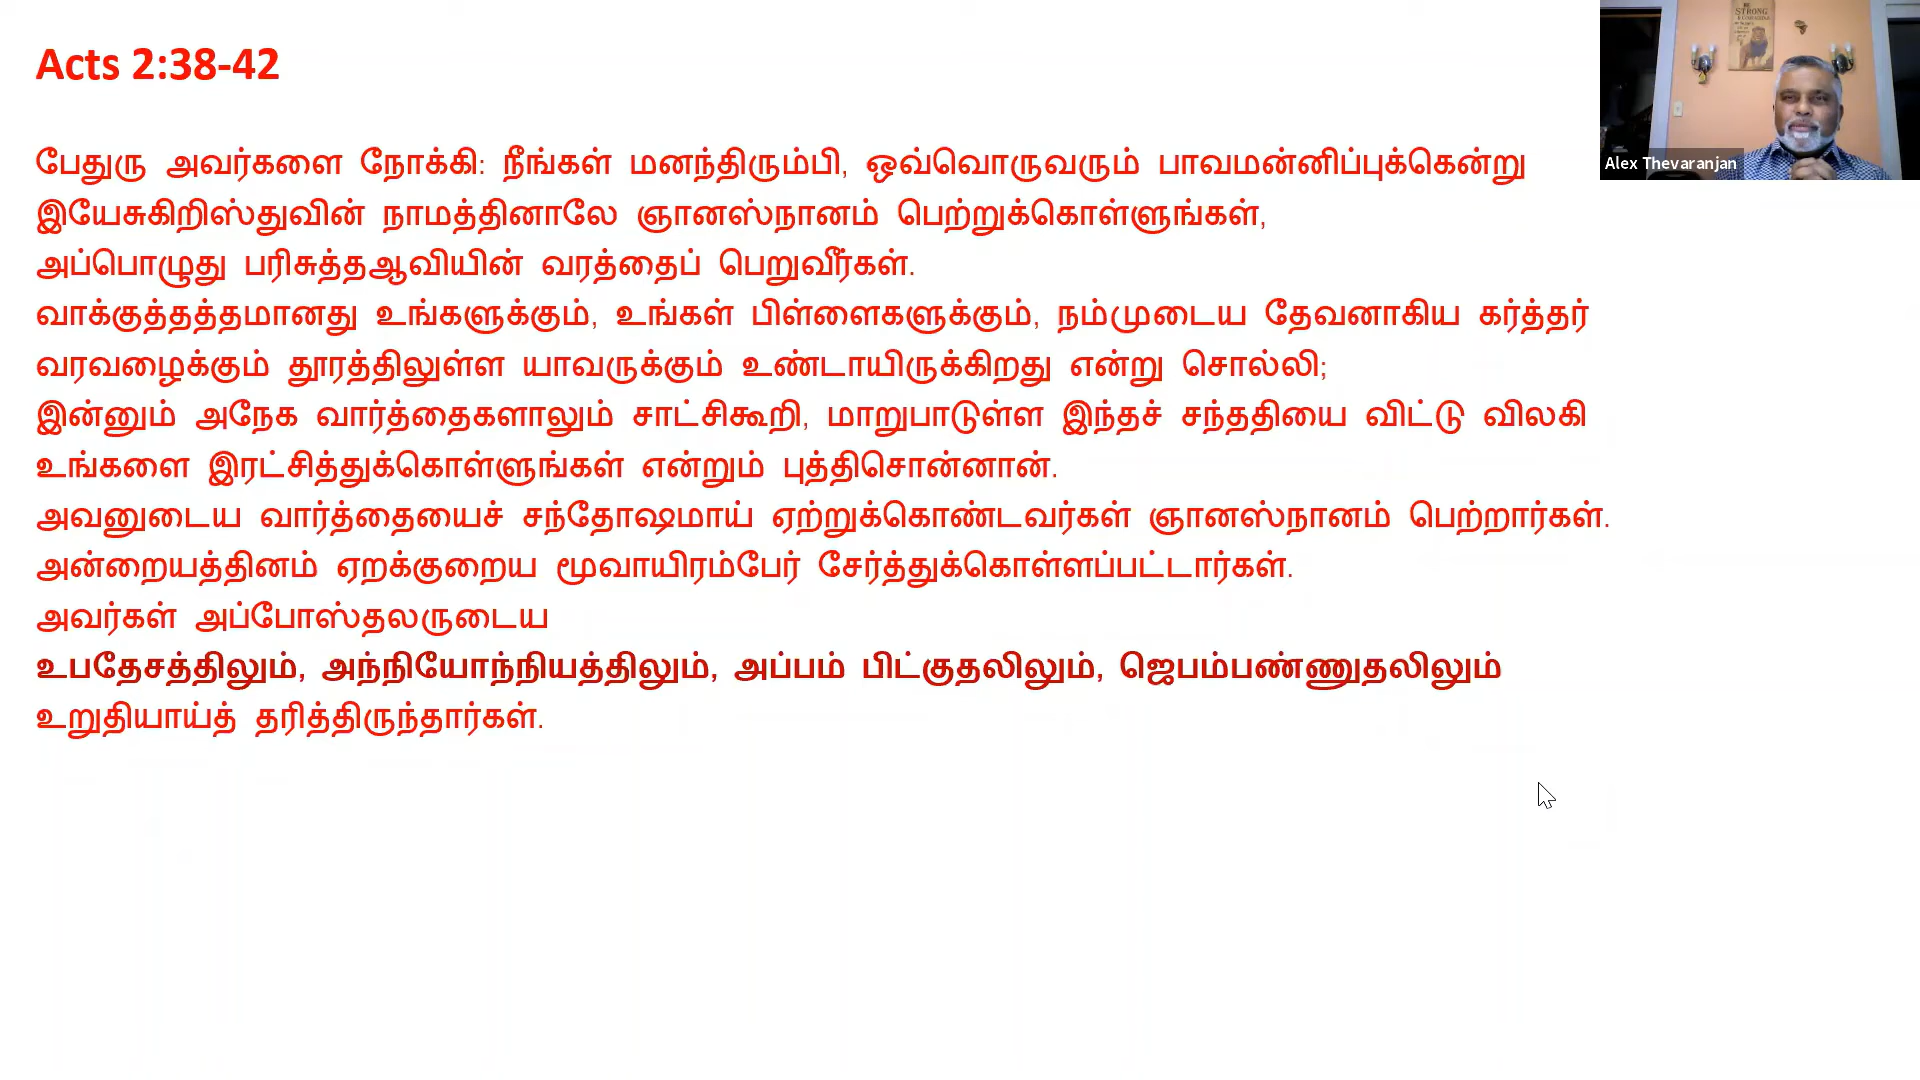 Acts 2:38-42
பேதுரு அவர்களை நோக்கி: நீங்கள் மனந்திரும்பி, ஒவ்வொருவரும் பாவமன்னிப்புக்கென்று
இயேசுகிறிஸ்துவின் நாமத்தினாலே ஞானஸ்நானம் பெற்றுக்கொள்ளுங்கள்,
அப்பொழுது பரிசுத்தஆவியின் வரத்தைப் பெறுவீர்கள்.
வாக்குத்தத்தமானது உங்களுக்கும், உங்கள் பிள்ளைகளுக்கும், நம்முடைய தேவனாகிய கர்த்தர்
வரவழைக்கும் தூரத்திலுள்ள யாவருக்கும் உண்டாயிருக்கிறது என்று சொல்லி;
இன்னும் அநேக வார்த்தைகளாலும் சாட்சிகூறி, மாறுபாடுள்ள இந்தச் சந்ததியை விட்டு விலகி
உங்களை இரட்சித்துக்கொள்ளுங்கள் என்றும் புத்திசொன்னான்.
அவனுடைய வார்த்தையைச் சந்தோஷமாய் ஏற்றுக்கொண்டவர்கள் ஞானஸ்நானம் பெற்றார்கள்.
அன்றையத்தினம் ஏறக்குறைய மூவாயிரம்பேர் சேர்த்துக்கொள்ளப்பட்டார்கள்.
அவர்கள் அப்போஸ்தலருடைய
உபதேசத்திலும், அந்நியோந்நியத்திலும், அப்பம் பிட்குதலிலும், ஜெபம்பண்ணுதலிலும்
உறுதியாய்த் தரித்திருந்தார்கள்.
STRONG
Alex Thevaranjan